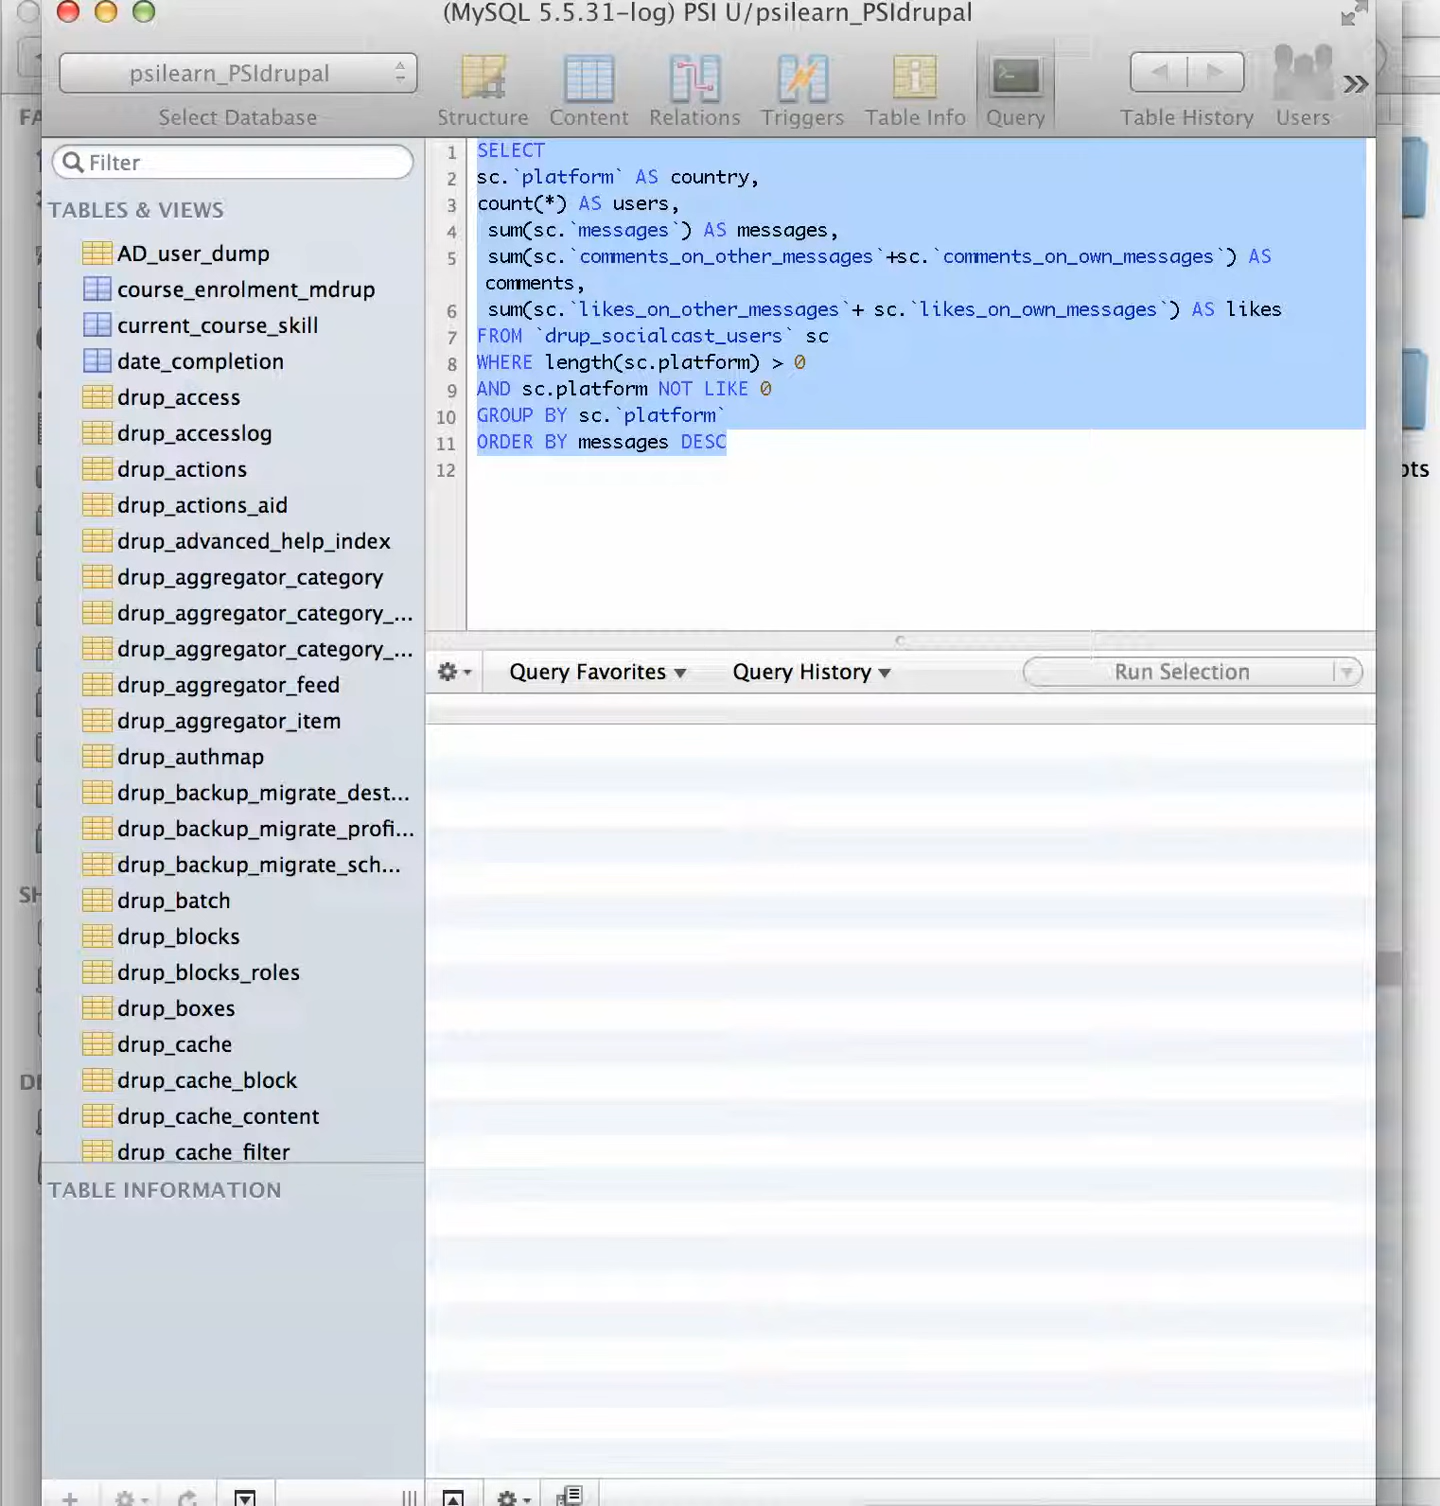 (MySQL 5.5.31-log) PSI U/psilearn_PSIdrupal
psilearn_PSIdrupal
Select Database
Structure
Content
Relations
Triggers
Table Info
Query
Table History
Users
FA
Filter
TABLES & VIEWS
AD_user_dump
course_enrolment_mdrup
current_course_skill
date_completion
drup_access
drup_accesslog
drup_actions
drup_actions_aid
drup_advanced_help_index
drup_aggregator_category
drup_aggregator_category_...
drup_aggregator_category_...
drup_aggregator_feed
drup_aggregator_item
drup_authmap
drup_backup_migrate_dest...
drup_backup_migrate_profi...
drup_backup_migrate_sch...
drup_batch
drup_blocks
drup_blocks_roles
drup_boxes
drup_cache
drup_cache_block
drup_cache_content
drup_cache_filter
SH
TABLE INFORMATION
1 SELECT
2 sc.`platform` AS country,
3 count(*) AS users,
4 sum(sc.`messages`) AS messages,
5 sum(sc.`comments_on_other_messages`+sc.`comments_on_own_messages`) AS
comments,
6 sum(sc.`likes_on_other_messages`+ sc.`likes_on_own_messages`) AS likes
7 FROM `drup_socialcast_users` sc
8 WHERE length(sc.platform) > 0
9 AND sc.platform NOT LIKE 0
10 GROUP BY sc.`platform`
11 ORDER BY messages DESC
12
pts
Query Favorites
Query History
Run Selection